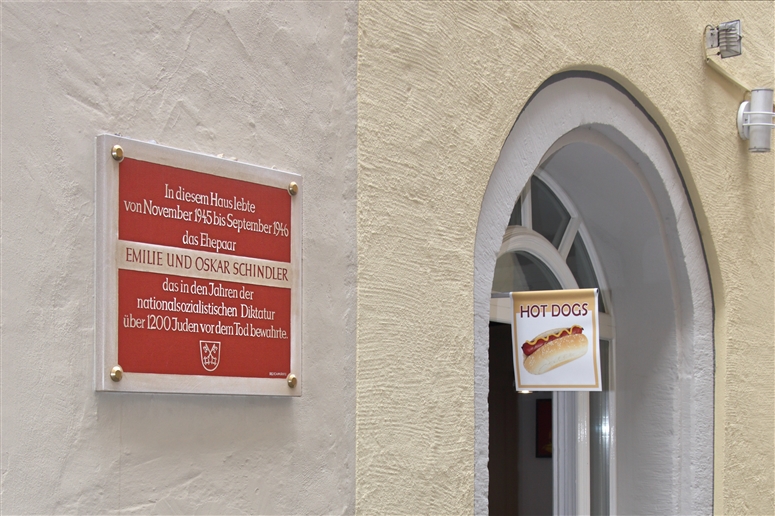 In diesem Haus lebte
von November 1945 bis September 1946
das Ehepaar
EMILIE UND OSKAR SCHINDLER
das in den Jahren der
nationalsozialistischen Diktatur
über 1200 Juden vor dem Tod bewahrte.
HOT DOGS